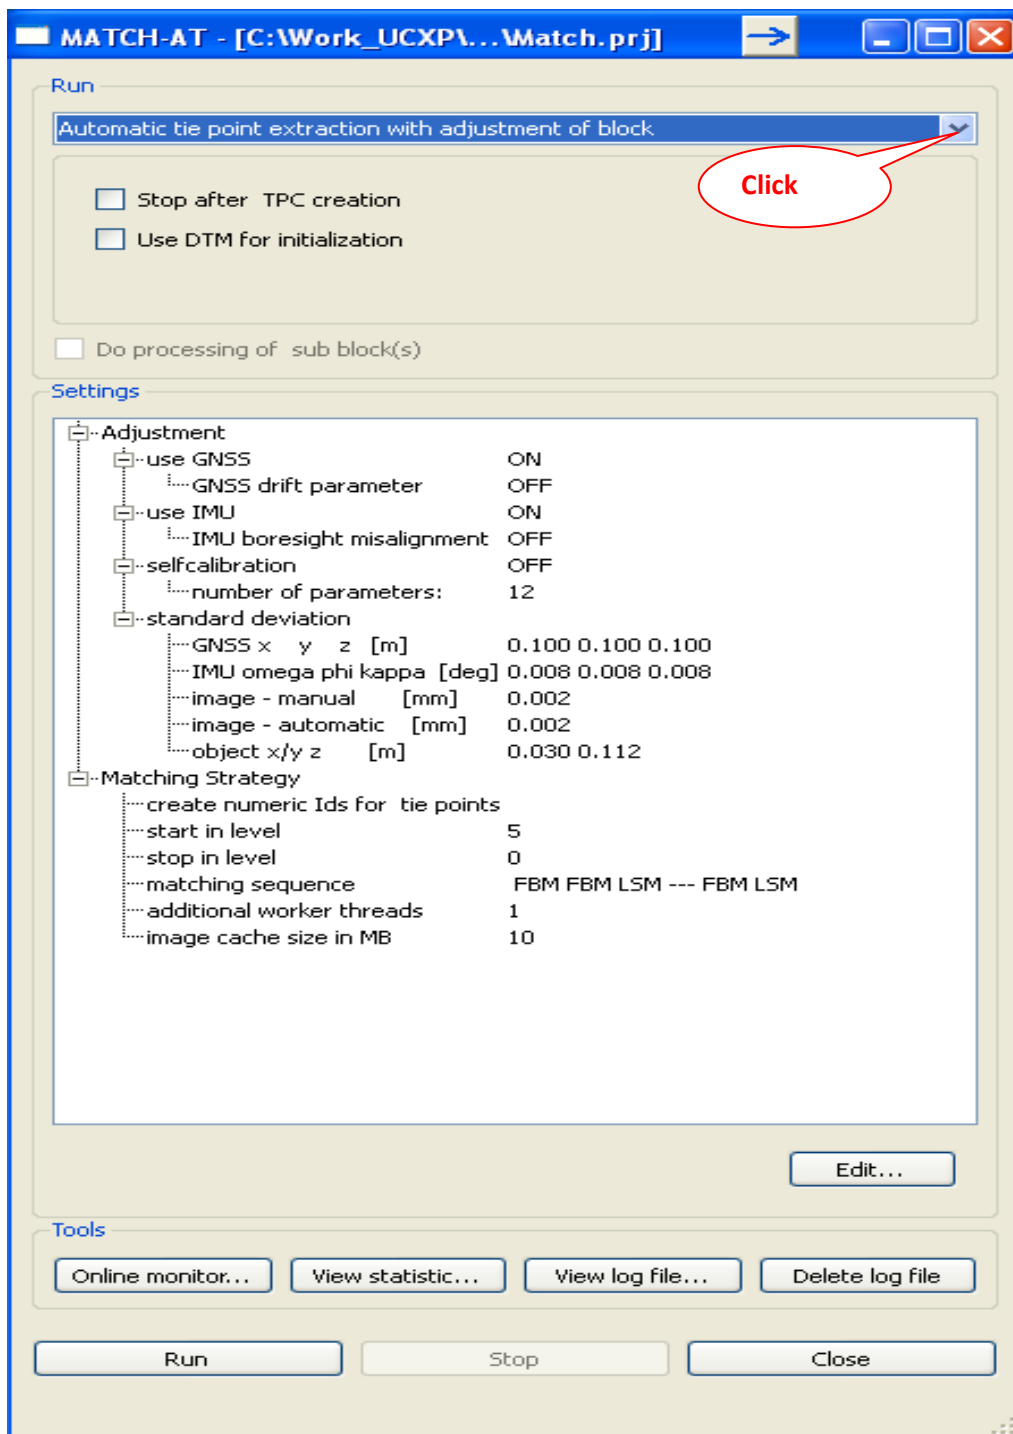 MATCH-AT - [C:\Work_UCXP\...\Match.prj]
Run
Automatic tie point extraction with adjustment of block
Click
Stop after TPC creation
Use DTM for initialization
Do processing of sub block(s)
Settings
Adjustment
use GNSS ON
GNSS drift parameter OFF
use IMU ON
IMU boresight misalignment OFF
selfcalibration OFF
number of parameters: 12
standard deviation
GNSS x y z [m] 0.100 0.100 0.100
IMU omega phi kappa [deg] 0.008 0.008 0.008
image - manual [mm] 0.002
image - automatic [mm] 0.002
object x/y z [m] 0.030 0.112
Matching Strategy
create numeric Ids for tie points
start in level 5
stop in level 0
matching sequence FBM FBM LSM --- FBM LSM
additional worker threads 1
image cache size in MB 10
Edit...
Tools
Online monitor... View statistic... View log file... Delete log file
Run Stop Close